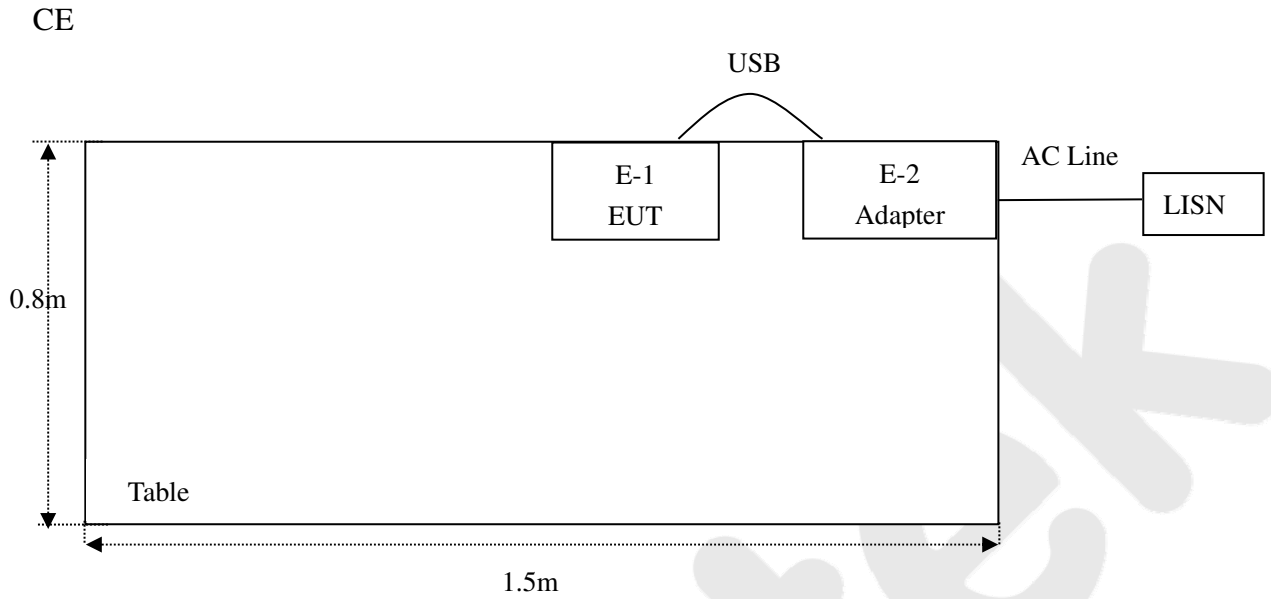 CE
USB
AC Line
E-1
EUT
E-2
Adapter
LISN
0.8m
Table
1.5m